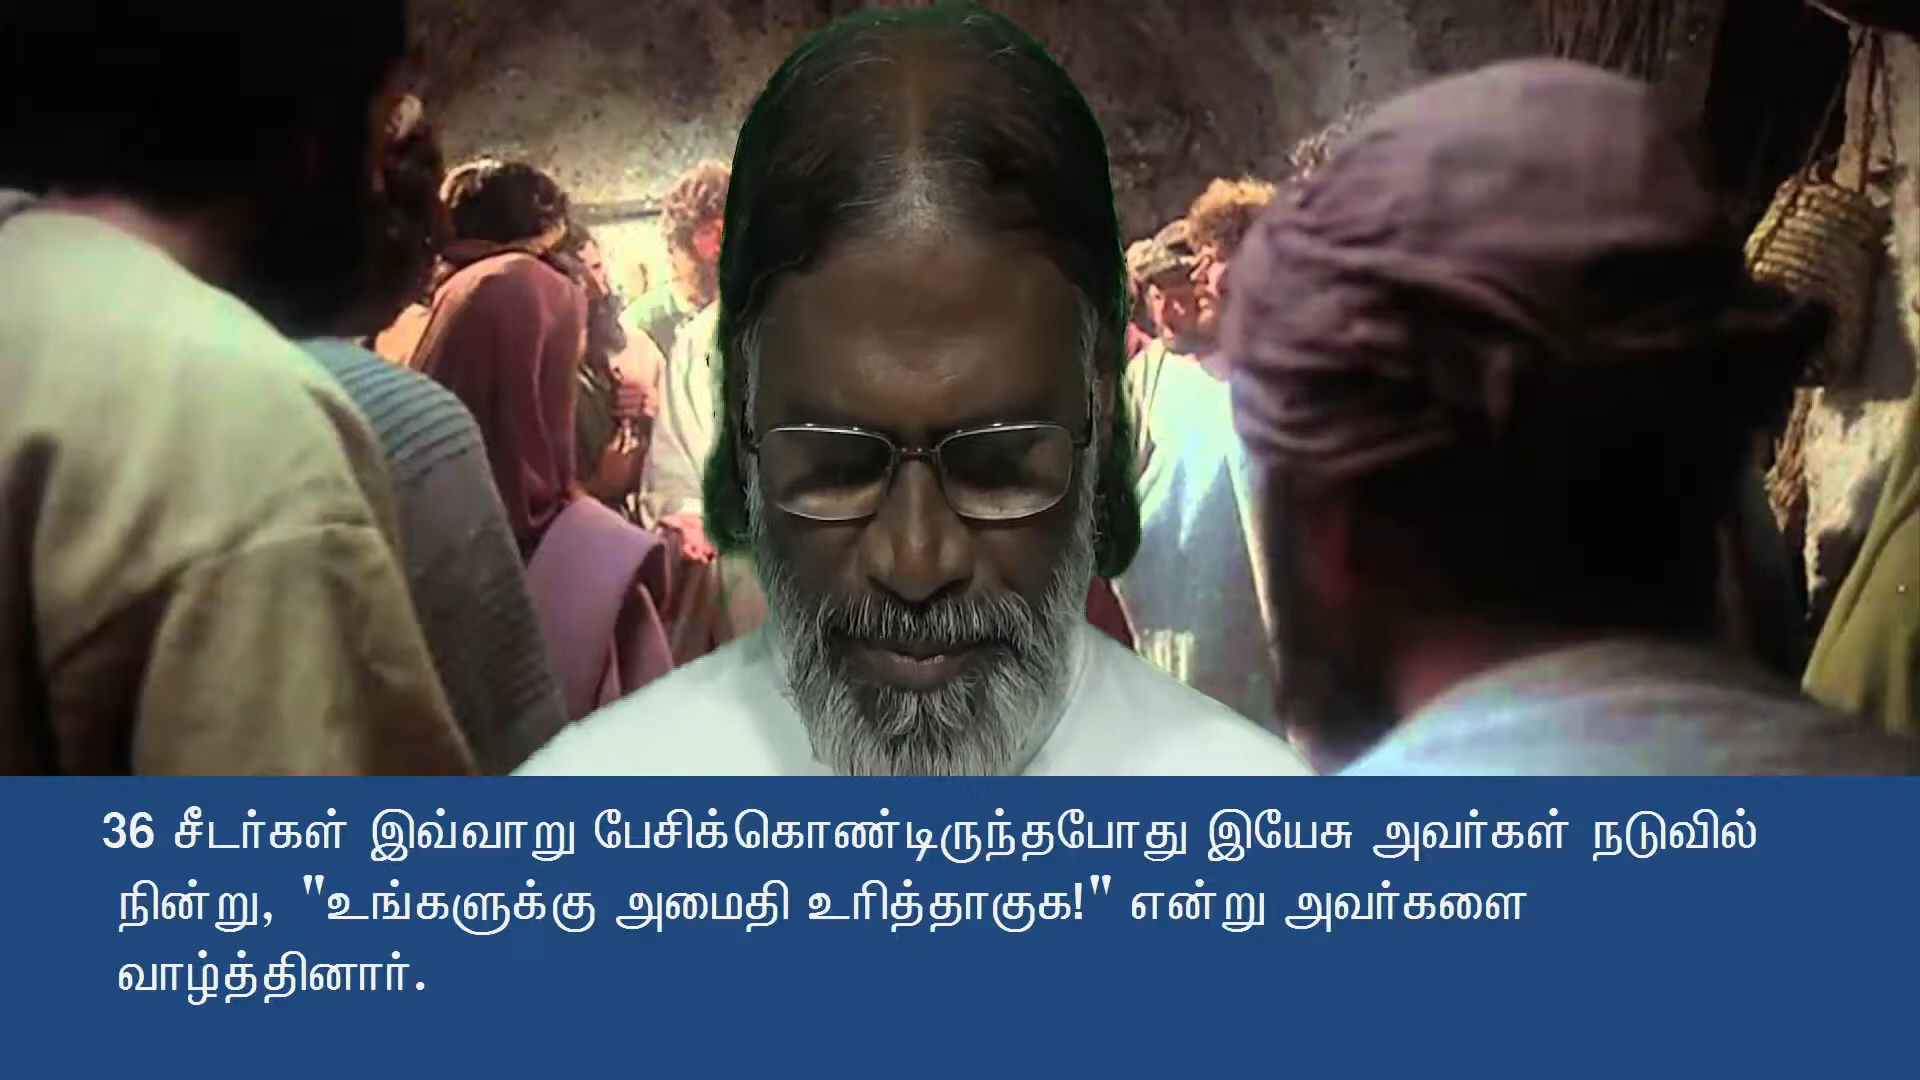 36 சீடர்கள் இவ்வாறு பேசிக்கொண்டிருந்தபோது இயேசு அவர்கள் நடுவில்
நின்று, "உங்களுக்கு அமைதி உரித்தாகுக!" என்று அவர்களை
வாழ்த்தினார்.